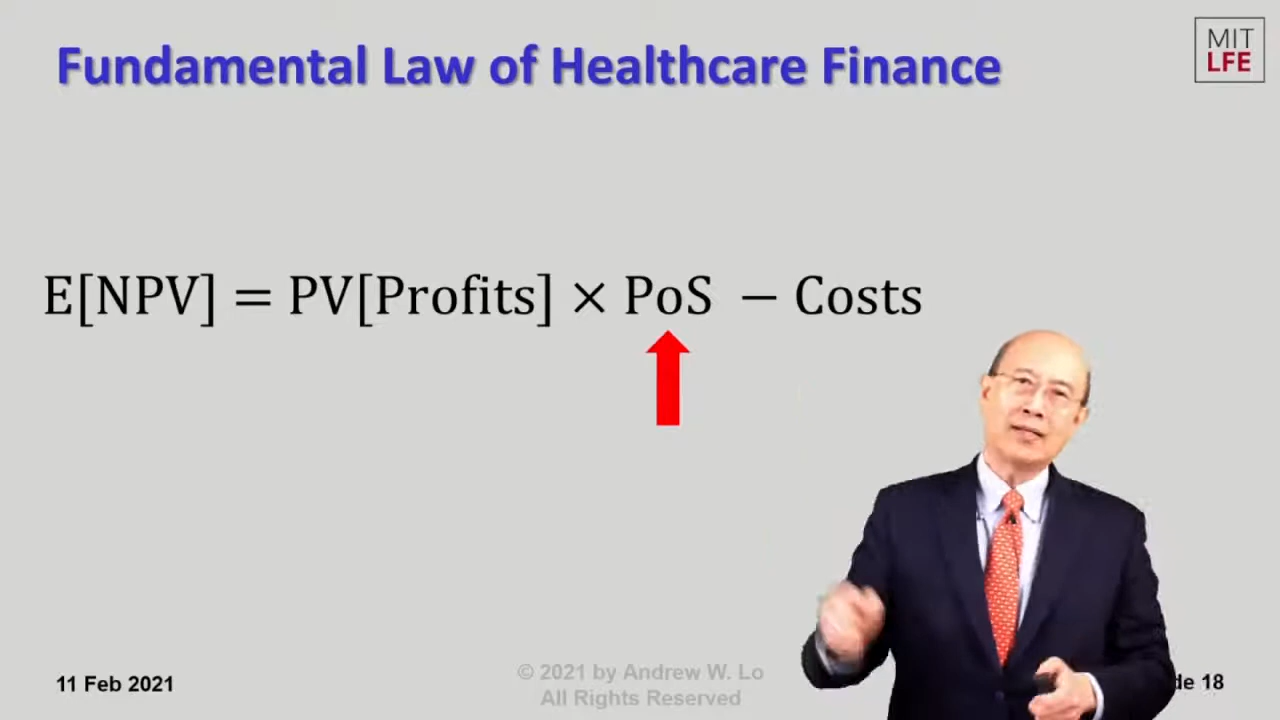 Fundamental Law of Healthcare Finance
MIT
LFE
E[NPV] = PV[Profits] × PoS − Costs
11 Feb 2021
© 2021 by Andrew W. Lo
All Rights Reserved
18